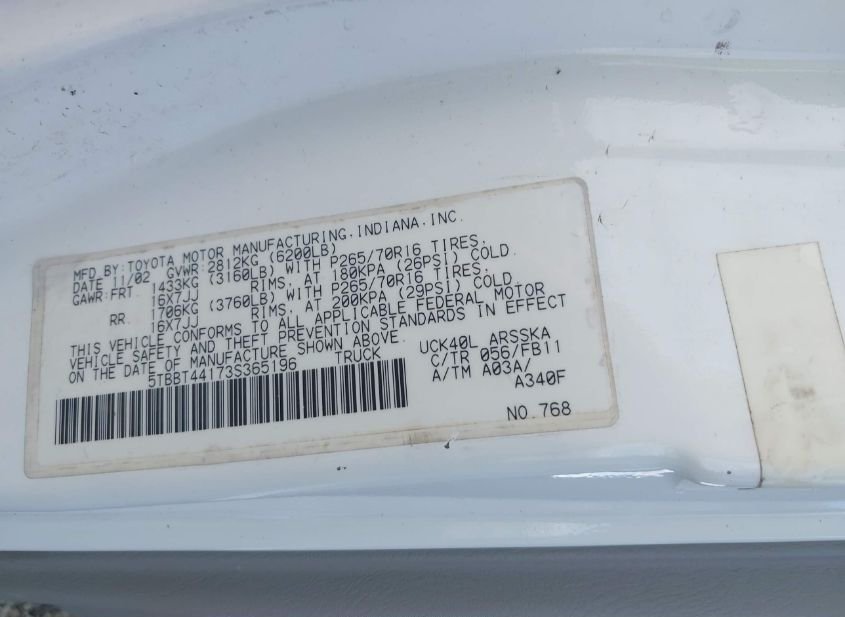 MFD BY:TOYOTA MOTOR MANUFACTURING.INDIANA.INC.
DATE 11/02 GVWR:2812KG (6200LB)
GAWR:FRT 1433KG (3160LB) WITH P265/70R16 TIRES.
16X7JJ RIMS, AT 180KPA (26PSI) COLD.
RR. 1706KG (3760LB) WITH P265/70R16 TIRES.
16X7JJ RIMS, AT 200KPA (29PSI) COLD.
THIS VEHICLE CONFORMS TO ALL APPLICABLE FEDERAL MOTOR
VEHICLE SAFETY AND THEFT PREVENTION STANDARDS IN EFFECT
ON THE DATE OF MANUFACTURE SHOWN ABOVE.
5TBBT44173S365196 TRUCK
UCK40L ARSSKA
C/TR 056/FB11
A/TM A03A/
A340F
NO.768